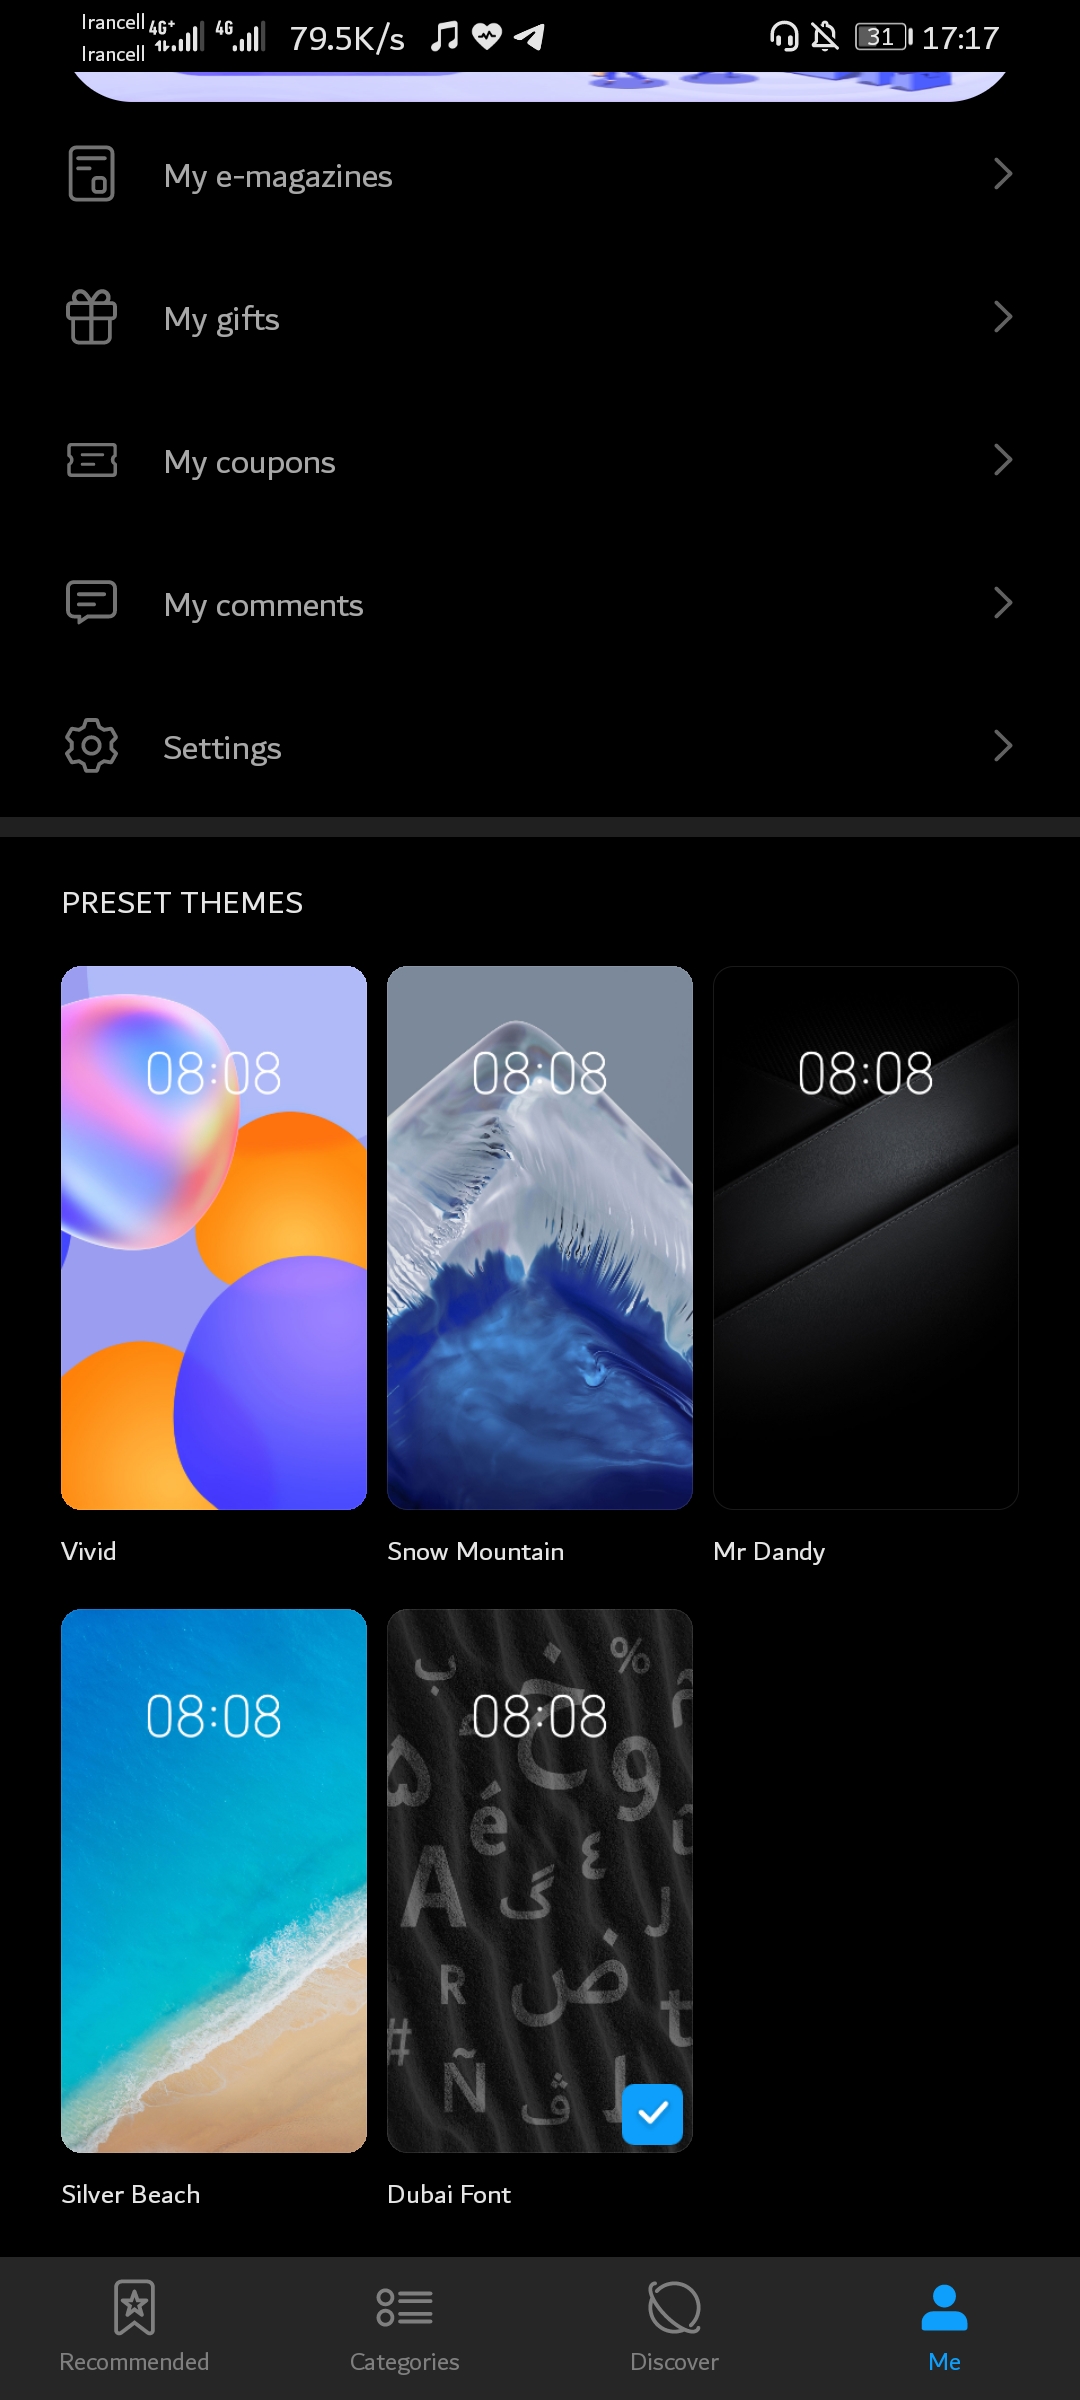 Irancell 4G+ 4G 79.5K/s 31 17:17
Irancell
My e-magazines
My gifts
My coupons
My comments
Settings
PRESET THEMES
08:08 08:08 08:08
Vivid Snow Mountain Mr Dandy
08:08 08:08
ب % خ ñ
و
é
A گ ٤ ل
R ض
# t
Ñ ڤ
Silver Beach Dubai Font
Recommended Categories Discover Me